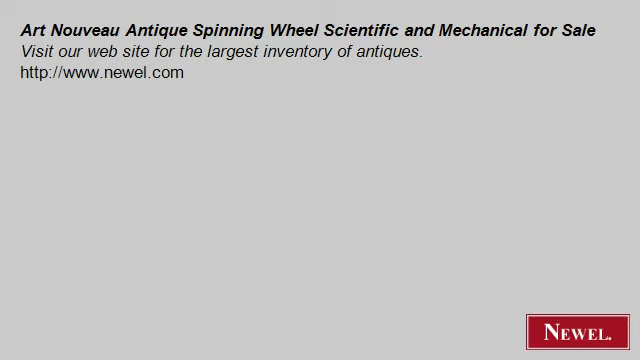 Art Nouveau Antique Spinning Wheel Scientific and Mechanical for Sale
Visit our web site for the largest inventory of antiques.
http://www.newel.com
NEWEL.